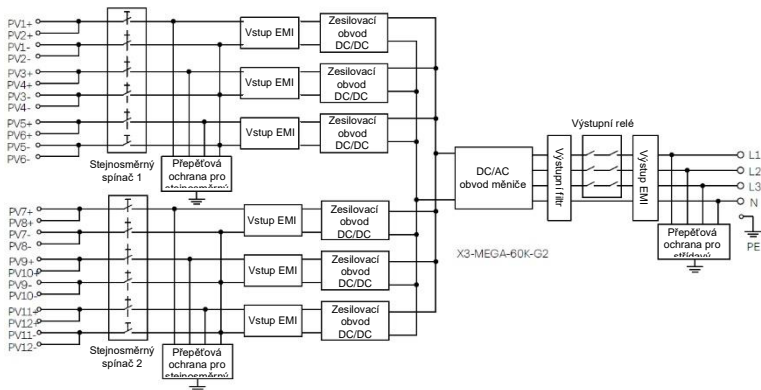 PV1+
PV2+
PV1-
PV2-
PV3+
PV4+
PV3-
PV4-
PV5+
PV6+
PV5-
PV6-
Stejnosměrný
spínač 1
Přepěťová
ochrana pro
stejnosměrný
Vstup EMI
Zesilovací
obvod
DC/DC
Vstup EMI
Zesilovací
obvod
DC/DC
Vstup EMI
Zesilovací
obvod
DC/DC
PV7+
PV8+
PV7-
PV8-
PV9+
PV10+
PV9-
PV10-
PV11+
PV12+
PV11-
PV12-
Stejnosměrný
spínač 2
Přepěťová
ochrana pro
stejnosměrný
Vstup EMI
Zesilovací
obvod
DC/DC
Vstup EMI
Zesilovací
obvod
DC/DC
Vstup EMI
Zesilovací
obvod
DC/DC
DC/AC
obvod měniče
X3-MEGA-60K-G2
Výstupní filtr
Výstupní relé
Výstup EMI
L1
L2
L3
N
PE
Přepěťová
ochrana pro
střídavý